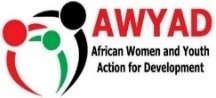 AWYAD
African Women and Youth
Action for Development